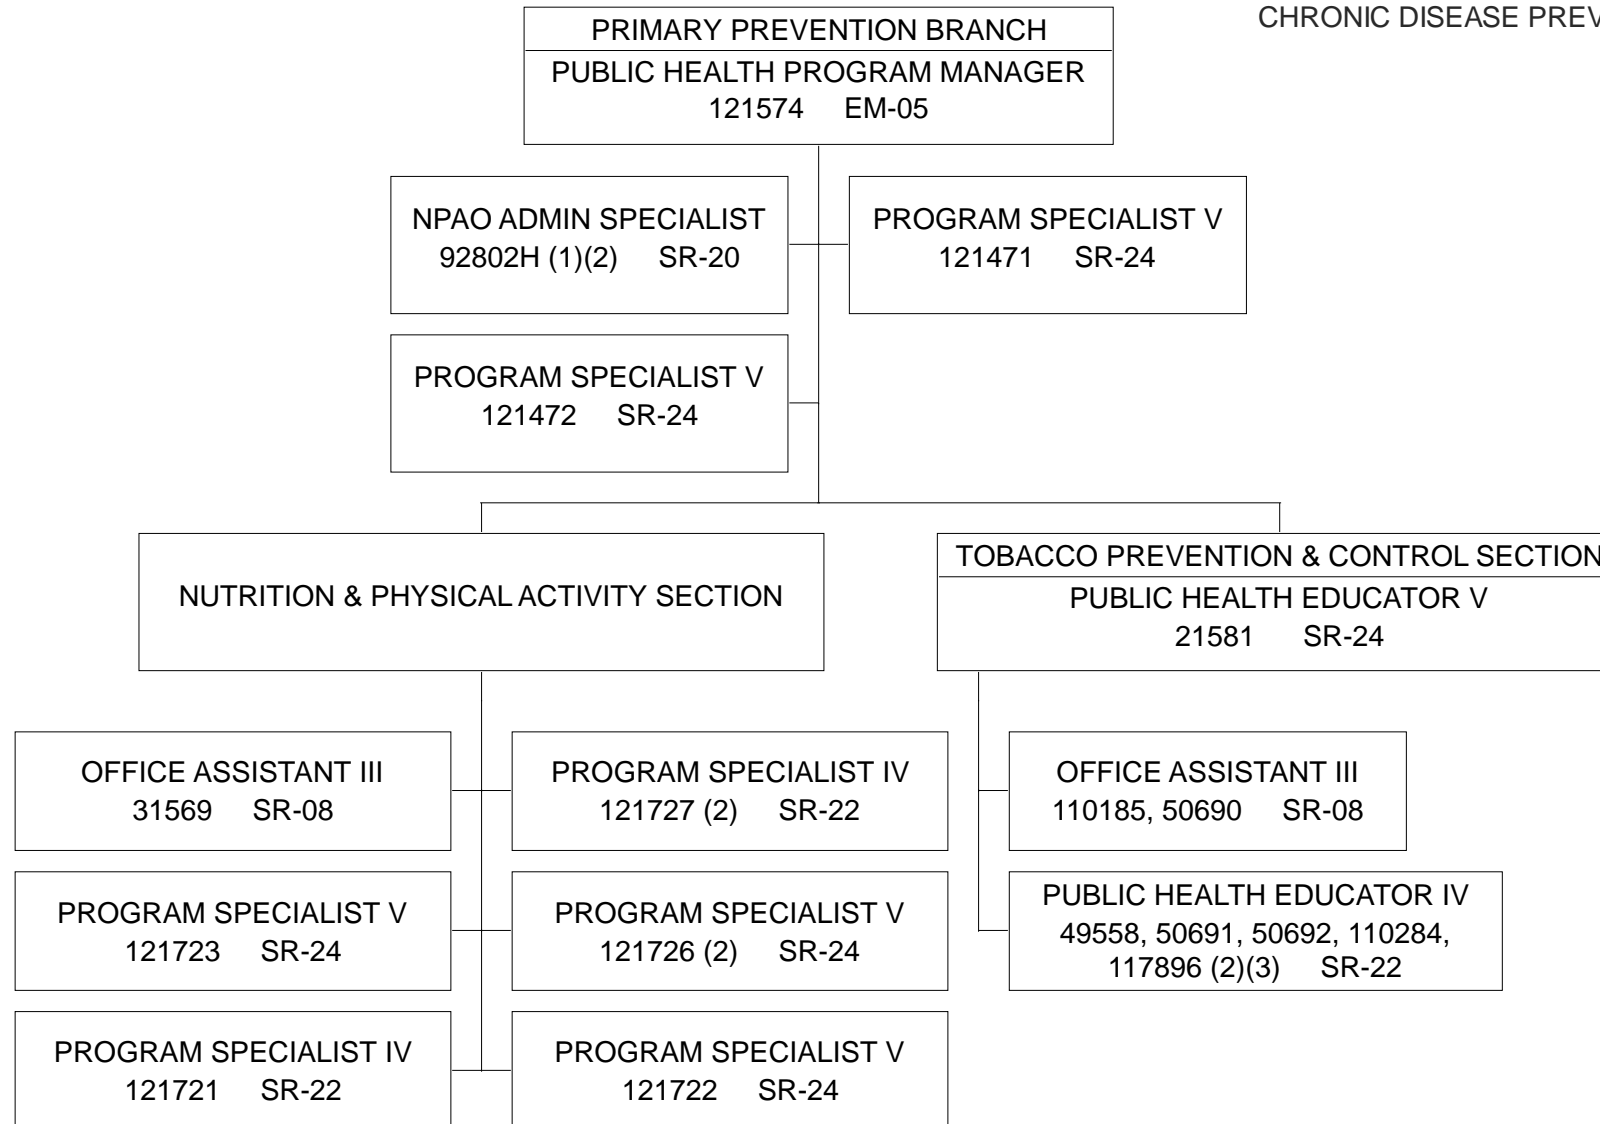 CHRONIC DISEASE PREV
PRIMARY PREVENTION BRANCH
PUBLIC HEALTH PROGRAM MANAGER
121574 EM-05
NPAO ADMIN SPECIALIST
92802H (1)(2) SR-20
PROGRAM SPECIALIST V
121471 SR-24
PROGRAM SPECIALIST V
121472 SR-24
NUTRITION & PHYSICAL ACTIVITY SECTION
TOBACCO PREVENTION & CONTROL SECTION
PUBLIC HEALTH EDUCATOR V
21581 SR-24
OFFICE ASSISTANT III
31569 SR-08
PROGRAM SPECIALIST IV
121727 (2) SR-22
OFFICE ASSISTANT III
110185, 50690 SR-08
PROGRAM SPECIALIST V
121723 SR-24
PROGRAM SPECIALIST V
121726 (2) SR-24
PUBLIC HEALTH EDUCATOR IV
49558, 50691, 50692, 110284,
117896 (2)(3) SR-22
PROGRAM SPECIALIST IV
121721 SR-22
PROGRAM SPECIALIST V
121722 SR-24